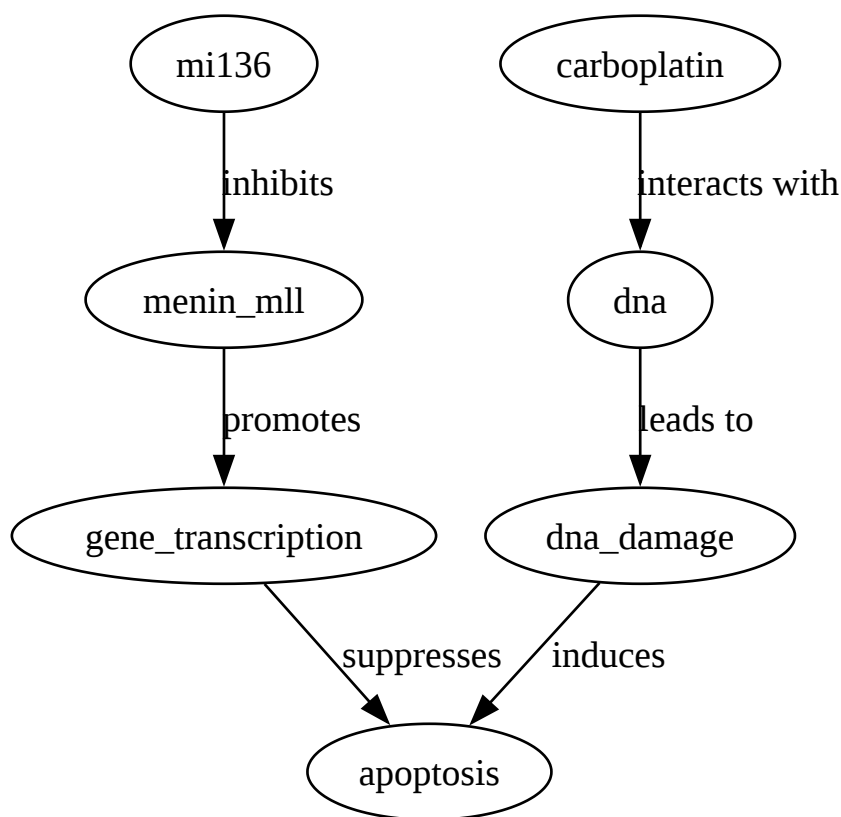 mi136
carboplatin
inhibits
interacts with
menin_mll
dna
promotes
leads to
gene_transcription
dna_damage
suppresses
induces
apoptosis